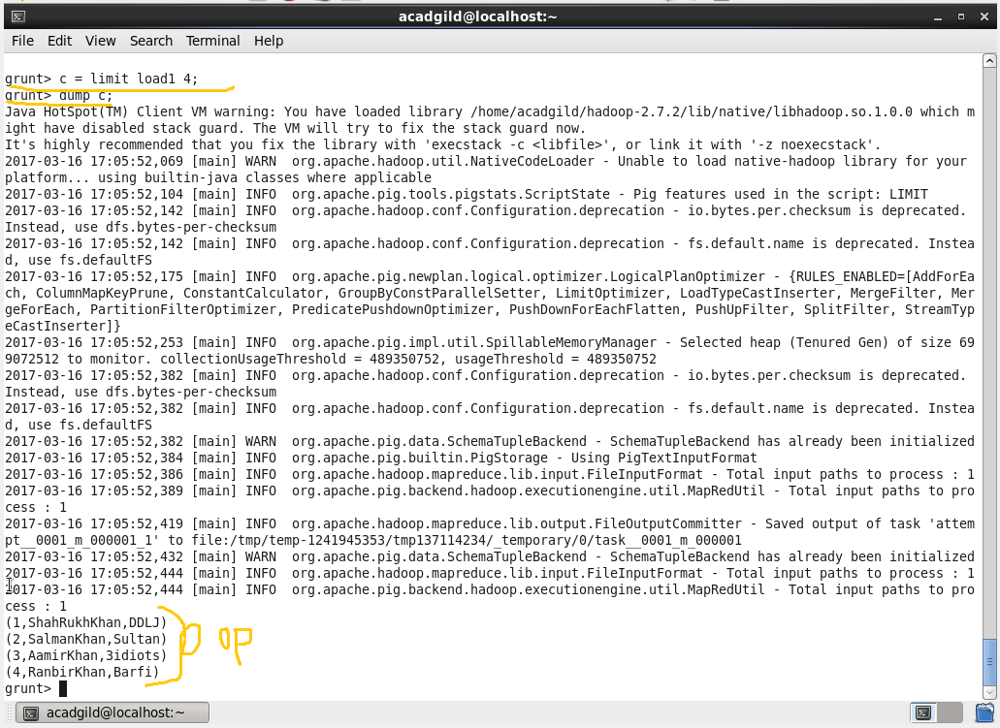 acadgild@localhost:~
File Edit View Search Terminal Help
grunt> c = limit load1 4;
grunt> dump c;
Java HotSpot(TM) Client VM warning: You have loaded library /home/acadgild/hadoop-2.7.2/lib/native/libhadoop.so.1.0.0 which m
ight have disabled stack guard. The VM will try to fix the stack guard now.
It's highly recommended that you fix the library with 'execstack -c <libfile>', or link it with '-z noexecstack'.
2017-03-16 17:05:52,069 [main] WARN  org.apache.hadoop.util.NativeCodeLoader - Unable to load native-hadoop library for your
platform... using builtin-java classes where applicable
2017-03-16 17:05:52,104 [main] INFO  org.apache.pig.tools.pigstats.ScriptState - Pig features used in the script: LIMIT
2017-03-16 17:05:52,142 [main] INFO  org.apache.hadoop.conf.Configuration.deprecation - io.bytes.per.checksum is deprecated.
Instead, use dfs.bytes-per-checksum
2017-03-16 17:05:52,142 [main] INFO  org.apache.hadoop.conf.Configuration.deprecation - fs.default.name is deprecated. Instea
d, use fs.defaultFS
2017-03-16 17:05:52,175 [main] INFO  org.apache.pig.newplan.logical.optimizer.LogicalPlanOptimizer - {RULES_ENABLED=[AddForEa
ch, ColumnMapKeyPrune, ConstantCalculator, GroupByConstParallelSetter, LimitOptimizer, LoadTypeCastInserter, MergeFilter, Mer
geForEach, PartitionFilterOptimizer, PredicatePushdownOptimizer, PushDownForEachFlatten, PushUpFilter, SplitFilter, StreamTyp
eCastInserter]}
2017-03-16 17:05:52,253 [main] INFO  org.apache.pig.impl.util.SpillableMemoryManager - Selected heap (Tenured Gen) of size 69
9072512 to monitor. collectionUsageThreshold = 489350752, usageThreshold = 489350752
2017-03-16 17:05:52,382 [main] INFO  org.apache.hadoop.conf.Configuration.deprecation - io.bytes.per.checksum is deprecated.
Instead, use dfs.bytes-per-checksum
2017-03-16 17:05:52,382 [main] INFO  org.apache.hadoop.conf.Configuration.deprecation - fs.default.name is deprecated. Instea
d, use fs.defaultFS
2017-03-16 17:05:52,382 [main] WARN  org.apache.pig.data.SchemaTupleBackend - SchemaTupleBackend has already been initialized
2017-03-16 17:05:52,384 [main] INFO  org.apache.pig.builtin.PigStorage - Using PigTextInputFormat
2017-03-16 17:05:52,386 [main] INFO  org.apache.hadoop.mapreduce.lib.input.FileInputFormat - Total input paths to process : 1
2017-03-16 17:05:52,389 [main] INFO  org.apache.pig.backend.hadoop.executionengine.util.MapRedUtil - Total input paths to pro
cess : 1
2017-03-16 17:05:52,419 [main] INFO  org.apache.hadoop.mapreduce.lib.output.FileOutputCommitter - Saved output of task 'attem
pt__0001_m_000001_1' to file:/tmp/temp-1241945353/tmp137114234/_temporary/0/task__0001_m_000001
2017-03-16 17:05:52,432 [main] WARN  org.apache.pig.data.SchemaTupleBackend - SchemaTupleBackend has already been initialized
2017-03-16 17:05:52,444 [main] INFO  org.apache.hadoop.mapreduce.lib.input.FileInputFormat - Total input paths to process : 1
2017-03-16 17:05:52,444 [main] INFO  org.apache.pig.backend.hadoop.executionengine.util.MapRedUtil - Total input paths to pro
cess : 1
(1,ShahRukhKhan,DDLJ)
(2,SalmanKhan,Sultan)
(3,AamirKhan,3idiots)
(4,RanbirKhan,Barfi)
OP
grunt>
acadgild@localhost:~